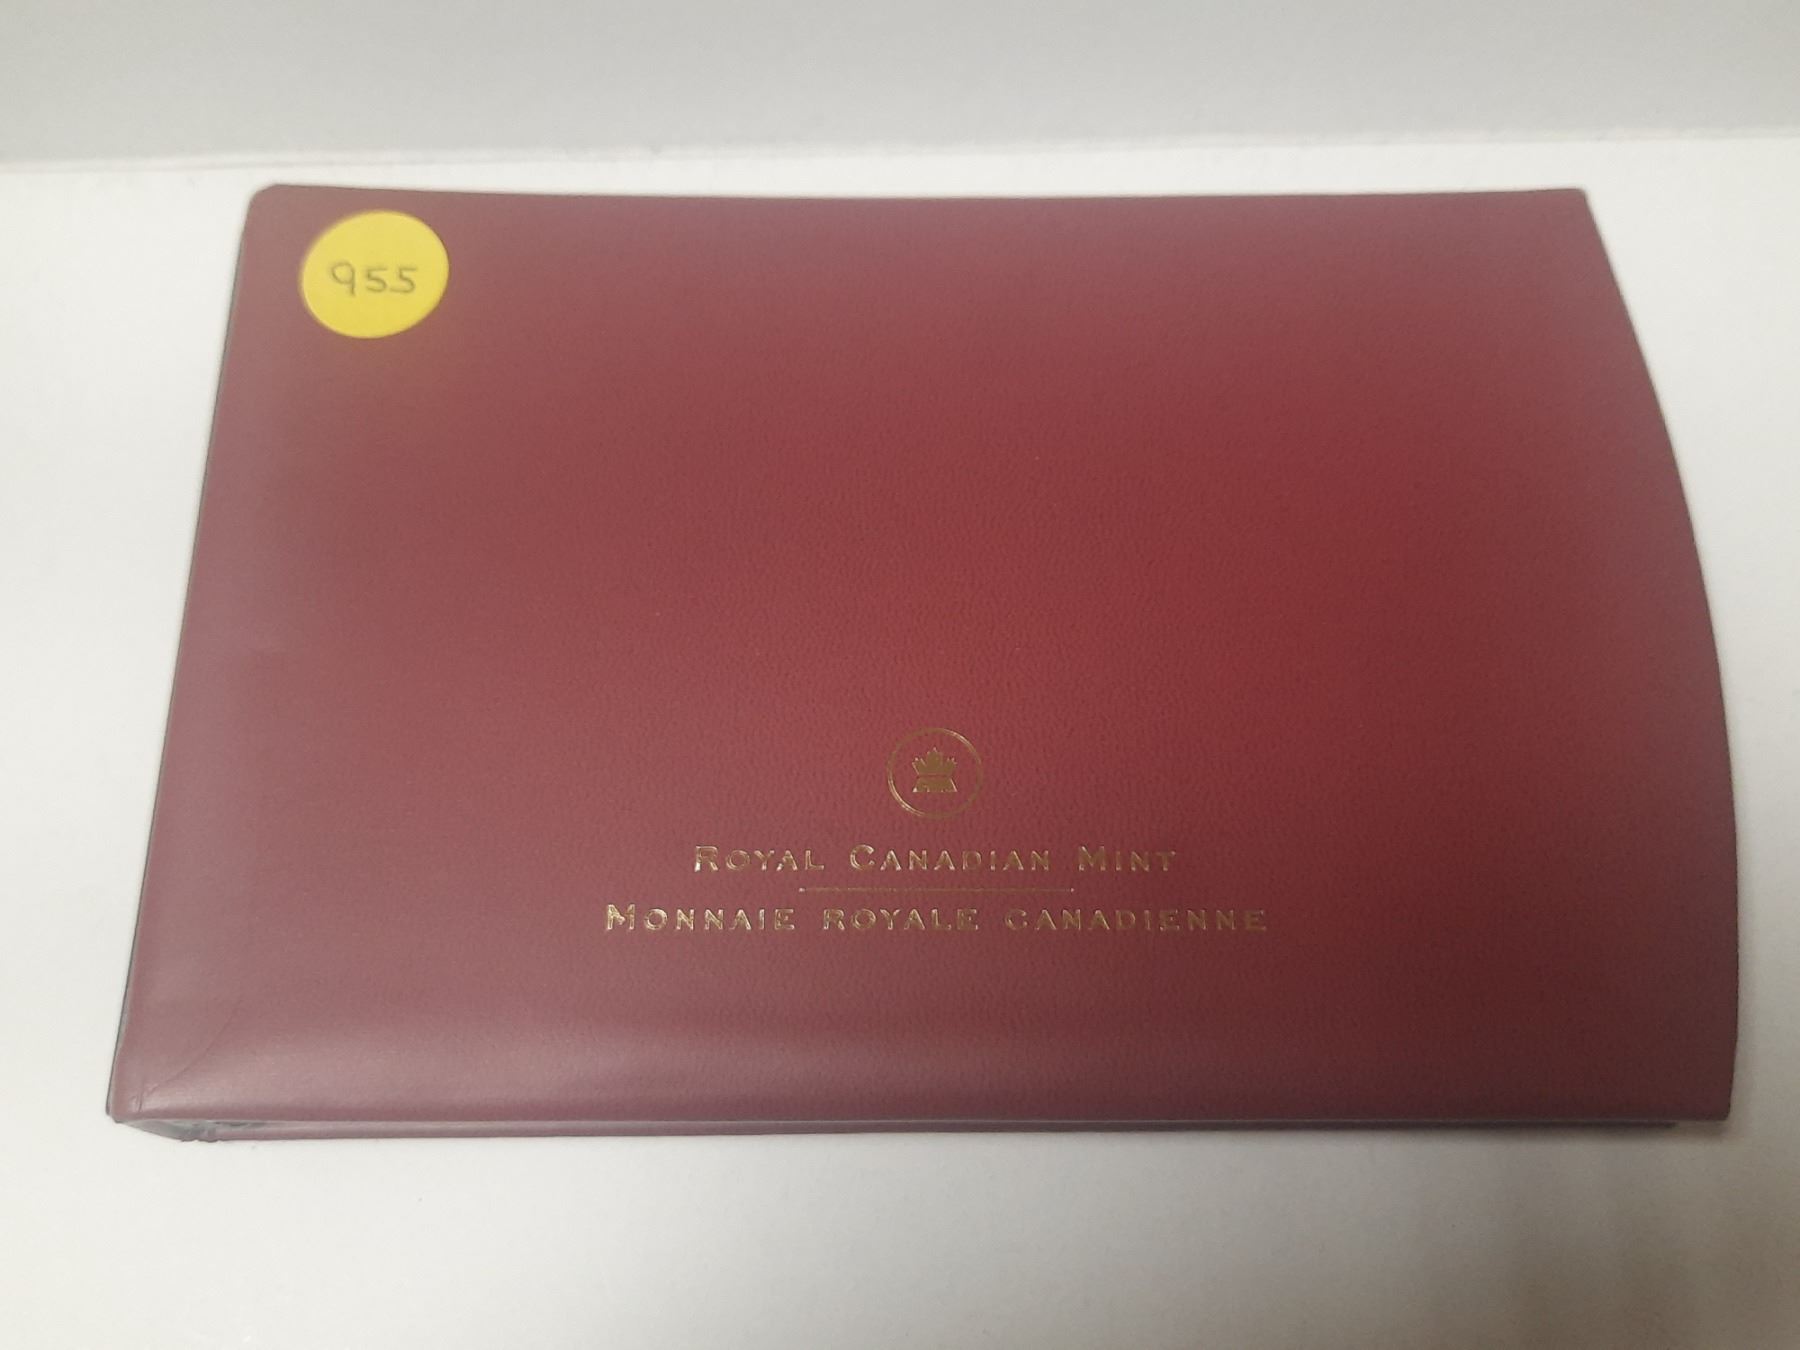 955
ROYAL CANADIAN MINT
MONNAIE ROYALE CANADIENNE